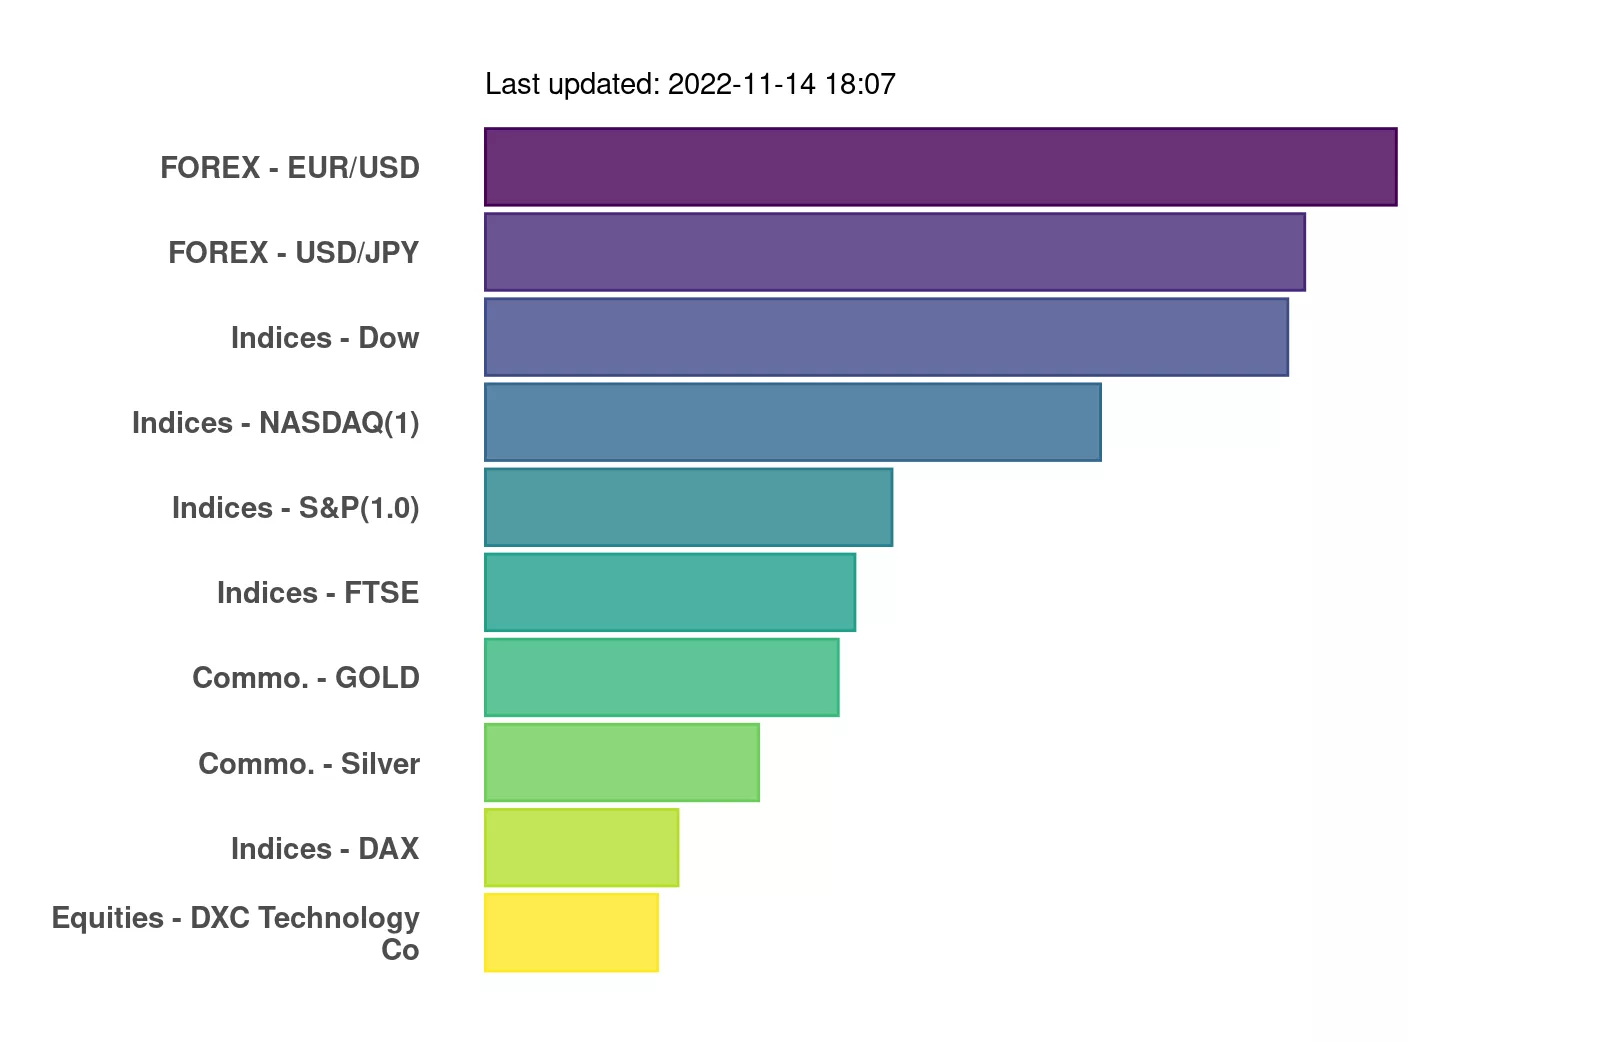 Last updated: 2022-11-14 18:07
FOREX - EUR/USD
FOREX - USD/JPY
Indices - Dow
Indices - NASDAQ(1)
Indices - S&P(1.0)
Indices - FTSE
Commo. - GOLD
Commo. - Silver
Indices - DAX
Equities - DXC Technology
Co